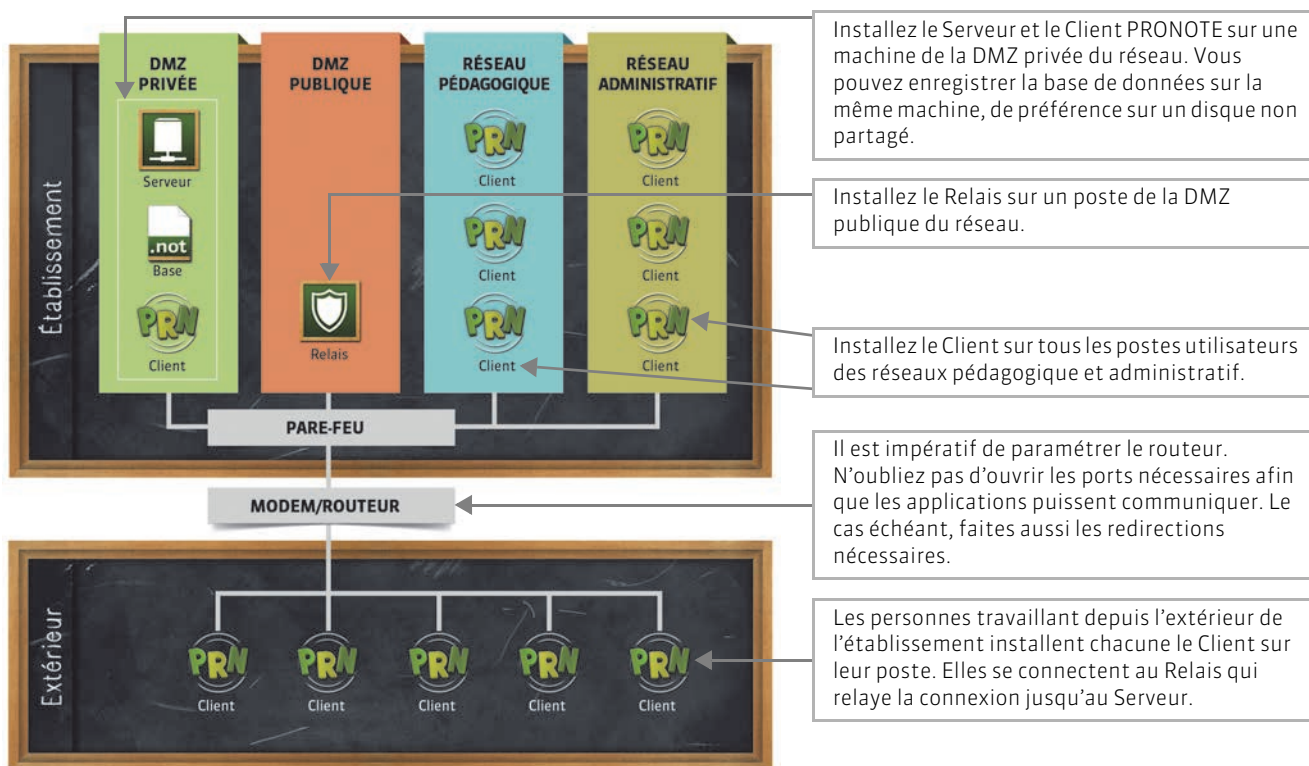 DMZ
PRIVÉE
Serveur
.not
Base
PRN
Client
DMZ
PUBLIQUE
Relais
RÉSEAU
PÉDAGOGIQUE
PRN
Client
PRN
Client
PRN
Client
RÉSEAU
ADMINISTRATIF
PRN
Client
PRN
Client
PRN
Client
Établissement
PARE-FEU
MODEM/ROUTEUR
Extérieur
PRN
Client
PRN
Client
PRN
Client
PRN
Client
PRN
Client
Installez le Serveur et le Client PRONOTE sur une
machine de la DMZ privée du réseau. Vous
pouvez enregistrer la base de données sur la
même machine, de préférence sur un disque non
partagé.
Installez le Relais sur un poste de la DMZ
publique du réseau.
Installez le Client sur tous les postes utilisateurs
des réseaux pédagogique et administratif.
Il est impératif de paramétrer le routeur.
N’oubliez pas d’ouvrir les ports nécessaires afin
que les applications puissent communiquer. Le
cas échéant, faites aussi les redirections
nécessaires.
Les personnes travaillant depuis l’extérieur de
l’établissement installent chacune le Client sur
leur poste. Elles se connectent au Relais qui
relaye la connexion jusqu’au Serveur.